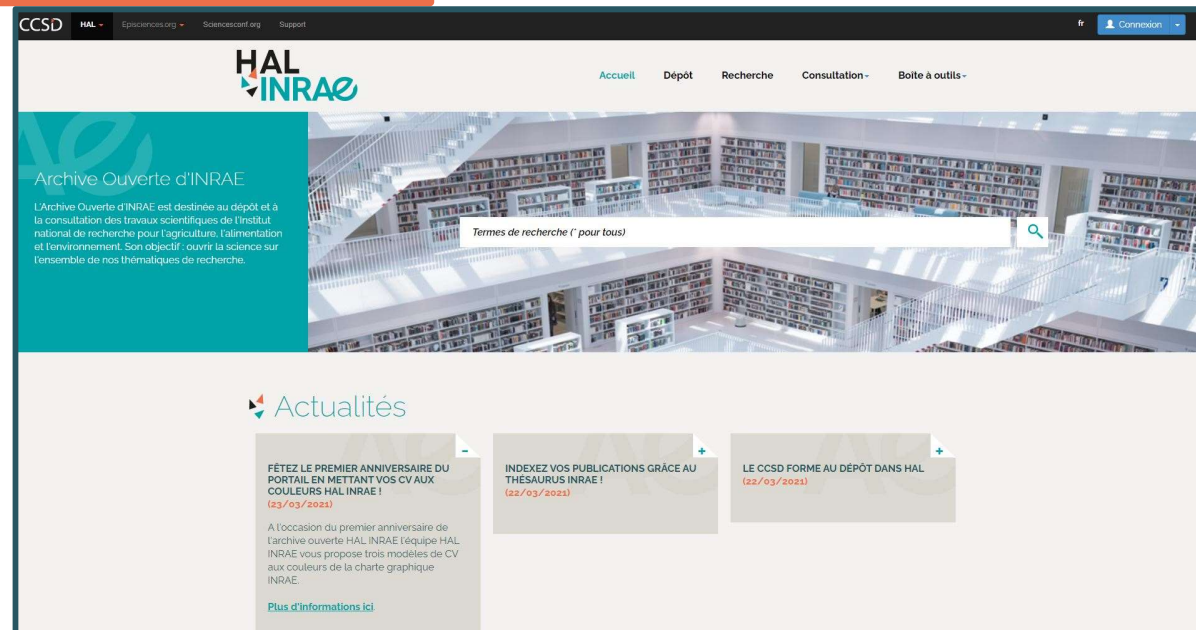 CCSD HAL Episciences.org Sciencesconf.org Support fr Connexion
HAL
INRAE
Accueil Dépôt Recherche Consultation Boîte à outils
Archive Ouverte d'INRAE
L'Archive Ouverte d'INRAE est destinée au dépôt et à
la consultation des travaux scientifiques de l'Institut
national de recherche pour l'agriculture, l'alimentation
et l'environnement. Son objectif : ouvrir la science sur
l'ensemble de nos thématiques de recherche.
Termes de recherche (* pour tous)
Actualités
FÊTEZ LE PREMIER ANNIVERSAIRE DU
PORTAIL EN METTANT VOS CV AUX
COULEURS HAL INRAE !
(23/03/2021)
A l'occasion du premier anniversaire de
l'archive ouverte HAL INRAE l'équipe HAL
INRAE vous propose trois modèles de CV
aux couleurs de la charte graphique
INRAE.
Plus d'informations ici
INDEXEZ VOS PUBLICATIONS GRÂCE AU
THÉSAURUS INRAE !
(22/03/2021)
LE CCSD FORME AU DÉPÔT DANS HAL
(22/03/2021)